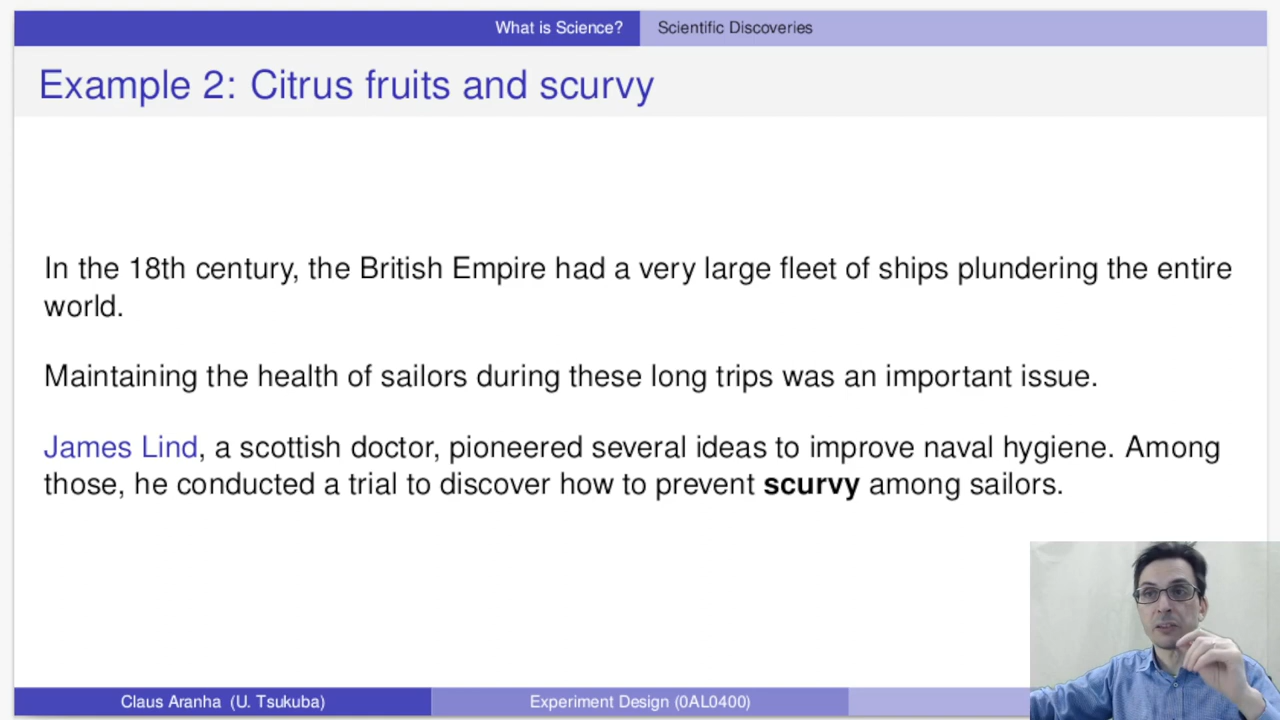 What is Science?
Scientific Discoveries
Example 2: Citrus fruits and scurvy
In the 18th century, the British Empire had a very large fleet of ships plundering the entire
world.
Maintaining the health of sailors during these long trips was an important issue.
James Lind, a scottish doctor, pioneered several ideas to improve naval hygiene. Among
those, he conducted a trial to discover how to prevent scurvy among sailors.
Claus Aranha (U. Tsukuba)
Experiment Design (0AL0400)